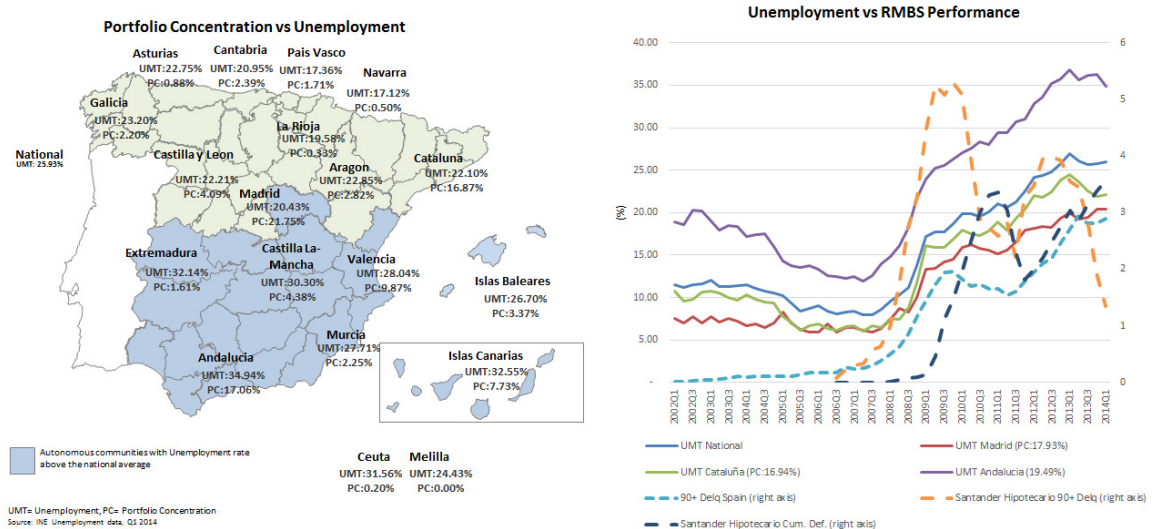 Portfolio Concentration vs Unemployment
Asturias
UMT:22.75%
PC:0.88%
Cantabria
UMT:20.95%
PC:2.39%
Pais Vasco
UMT:17.36%
PC:1.71%
Navarra
UMT:17.12%
PC:0.50%
Galicia
UMT:23.20%
PC:2.20%
La Rioja
UMT:19.58%
PC:0.33%
National
UMT: 25.93%
Castilla y Leon
UMT:22.21%
PC:4.09%
Aragon
UMT:22.85%
PC:2.82%
Cataluna
UMT:22.10%
PC:16.87%
Madrid
UMT:20.43%
PC:21.75%
Extremadura
UMT:32.14%
PC:1.61%
Castilla La-
Mancha
UMT:30.30%
PC:4.38%
Valencia
UMT:28.04%
PC:9.87%
Islas Baleares
UMT:26.70%
PC:3.37%
Murcia
UMT:27.71%
PC:2.25%
Andalucia
UMT:34.94%
PC:17.06%
Islas Canarias
UMT:32.55%
PC:7.73%
Autonomous communities with Unemployment rate
above the national average
Ceuta
UMT:31.56%
PC:0.20%
Melilla
UMT:24.43%
PC:0.00%
UMT= Unemployment, PC= Portfolio Concentration
Source: INE Unemployment data, Q1 2014
Unemployment vs RMBS Performance
40.00
35.00
30.00
25.00
20.00
15.00
10.00
5.00
-
(%)
6
5
4
3
2
1
0
2002Q1
2002Q3
2003Q1
2003Q3
2004Q1
2004Q3
2005Q1
2005Q3
2006Q1
2006Q3
2007Q1
2007Q3
2008Q1
2008Q3
2009Q1
2009Q3
2010Q1
2010Q3
2011Q1
2011Q3
2012Q1
2012Q3
2013Q1
2013Q3
2014Q1
UMT National
UMT Madrid (PC:17.93%)
UMT Cataluña (PC:16.94%)
UMT Andalucia (19.49%)
90+ Delq Spain (right axis)
Santander Hipotecario 90+ Delq (right axis)
Santander Hipotecario Cum. Def. (right axis)